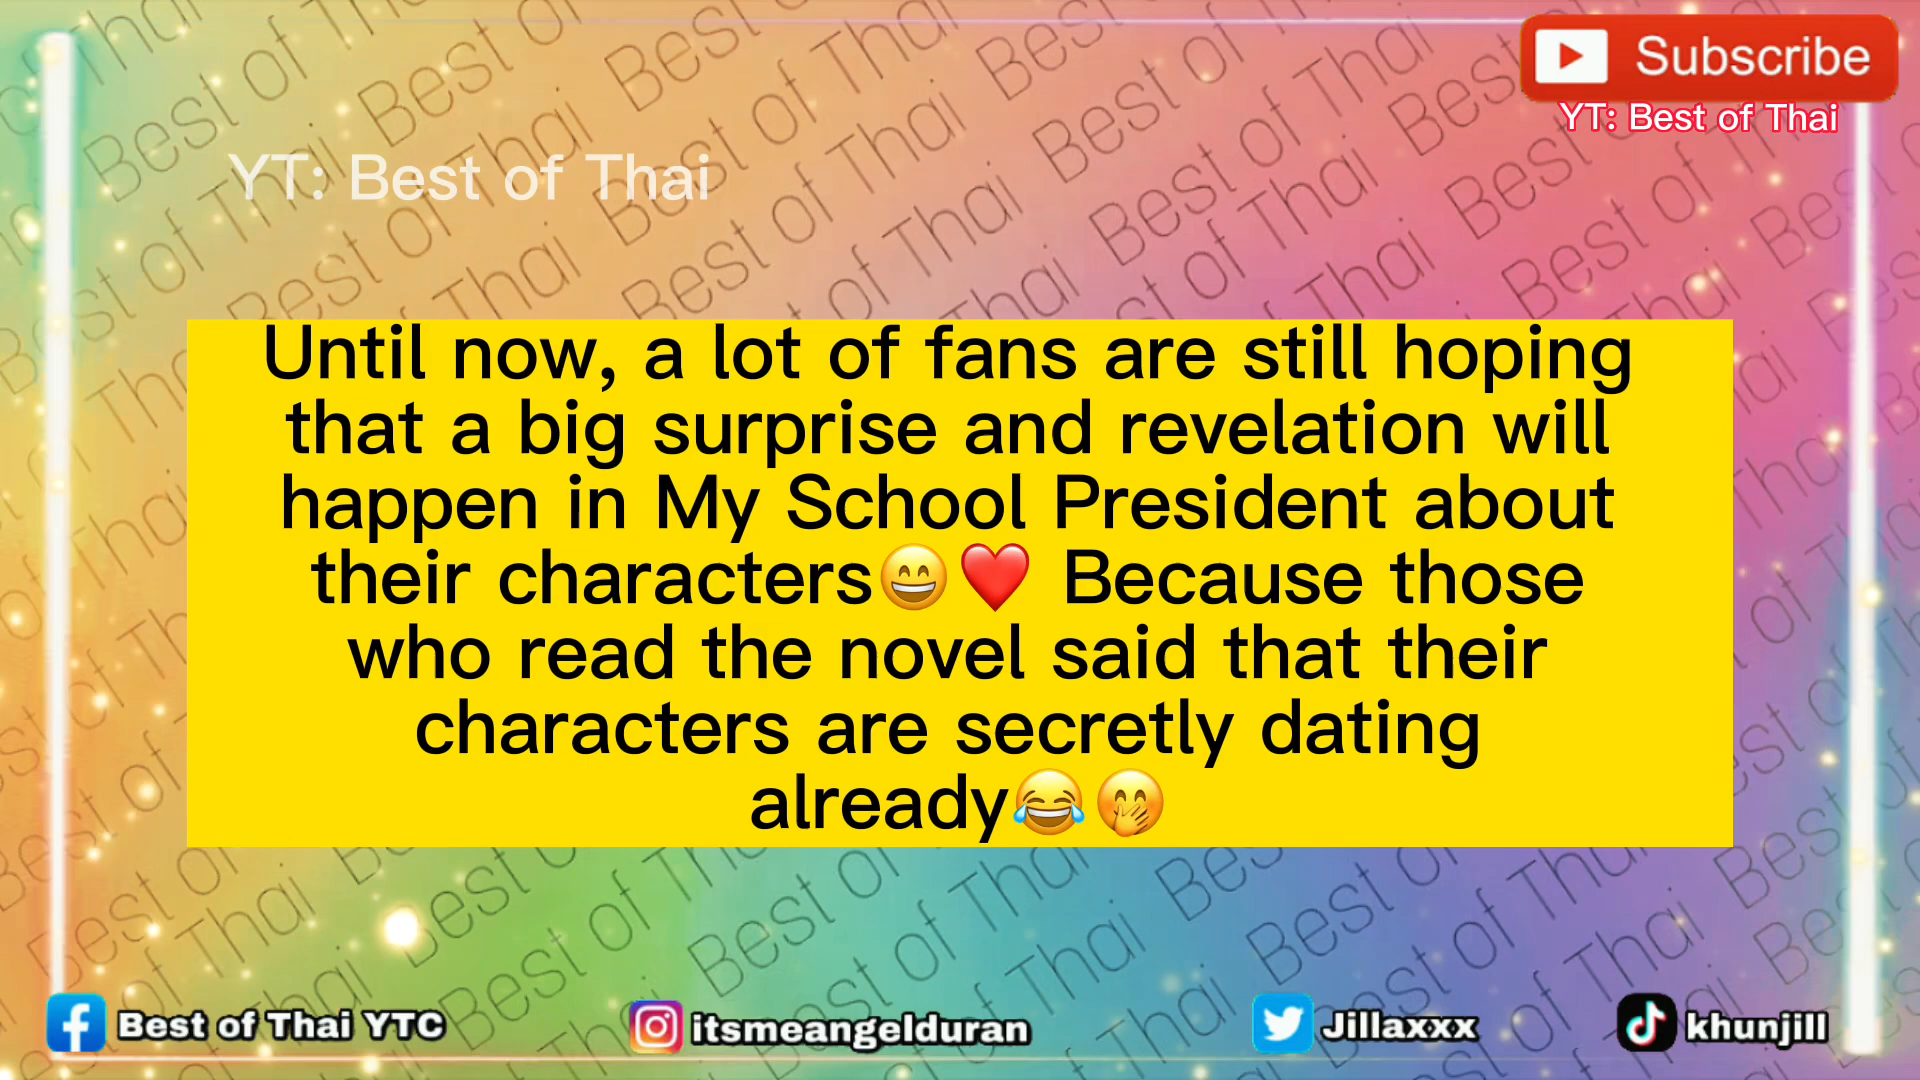 Subscribe
YT: Best of Thai
YT: Best of Thai
Until now, a lot of fans are still hoping
that a big surprise and revelation will
happen in My School President about
their characters😄❤️ Because those
who read the novel said that their
characters are secretly dating
already😂🤭
Best of Thai YTC
itsmeangelduran
Jillaxxx
khunjill